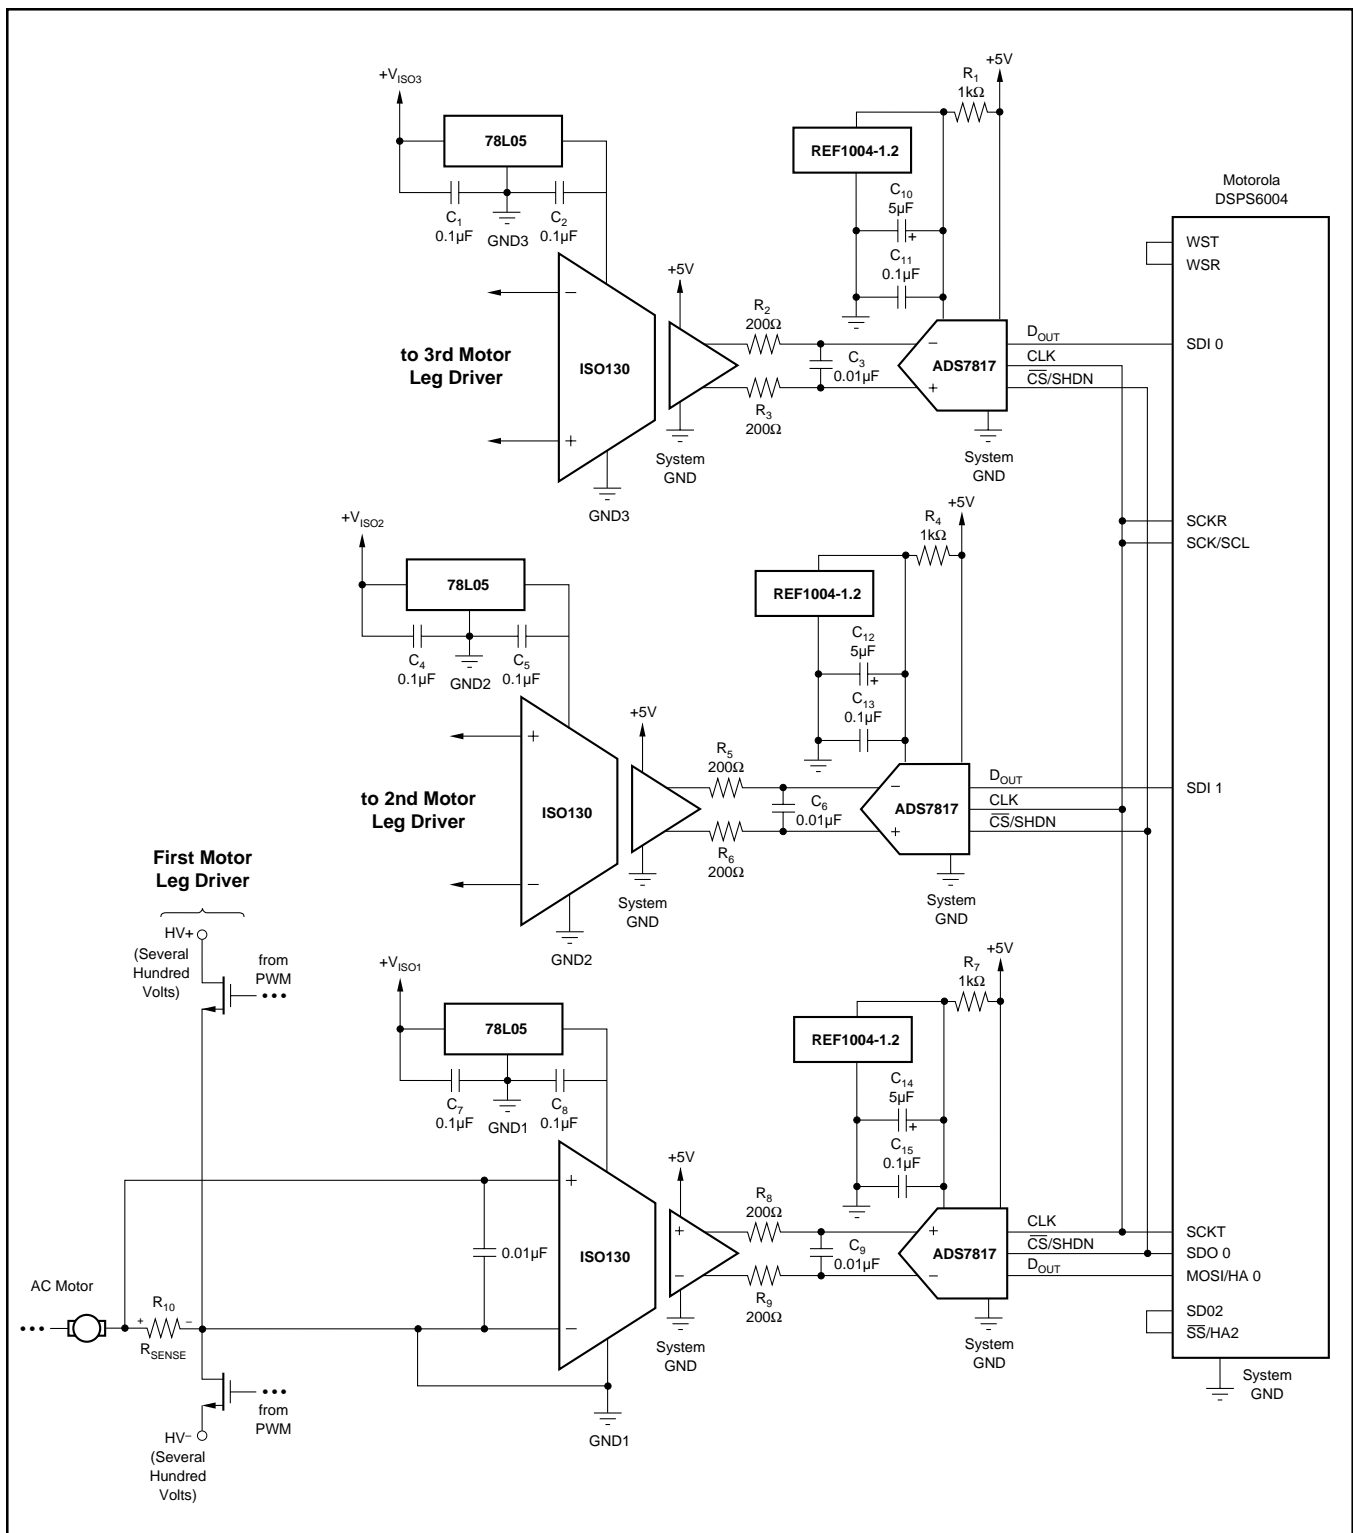 +VISO3
78L05
C1
0.1µF
GND3
C2
0.1µF
+5V
R1
1kΩ
REF1004-1.2
C10
5µF
+
C11
0.1µF
Motorola
DSPS6004
WST
WSR
to 3rd Motor
Leg Driver
−
+
ISO130
GND3
+5V
System
GND
R2
200Ω
R3
200Ω
C3
0.01µF
−
+
ADS7817
System
GND
DOUT
CLK
CS/SHDN
SDI 0
SCKR
SCK/SCL
+VISO2
78L05
C4
0.1µF
GND2
C5
0.1µF
+5V
R4
1kΩ
REF1004-1.2
C12
5µF
+
C13
0.1µF
to 2nd Motor
Leg Driver
+
−
ISO130
GND2
+5V
System
GND
R5
200Ω
R6
200Ω
C6
0.01µF
−
+
ADS7817
System
GND
DOUT
CLK
CS/SHDN
SDI 1
First Motor
Leg Driver
HV+
(Several
Hundred
Volts)
from
PWM
+VISO1
78L05
C7
0.1µF
GND1
C8
0.1µF
+5V
R7
1kΩ
REF1004-1.2
C14
5µF
+
C15
0.1µF
0.01µF
+
−
ISO130
GND1
+5V
+
−
System
GND
R8
200Ω
R9
200Ω
C9
0.01µF
+
−
ADS7817
System
GND
CLK
CS/SHDN
DOUT
SCKT
SDO 0
MOSI/HA 0
SD02
SS/HA2
System
GND
AC Motor
R10
+ −
RSENSE
from
PWM
HV−
(Several
Hundred
Volts)